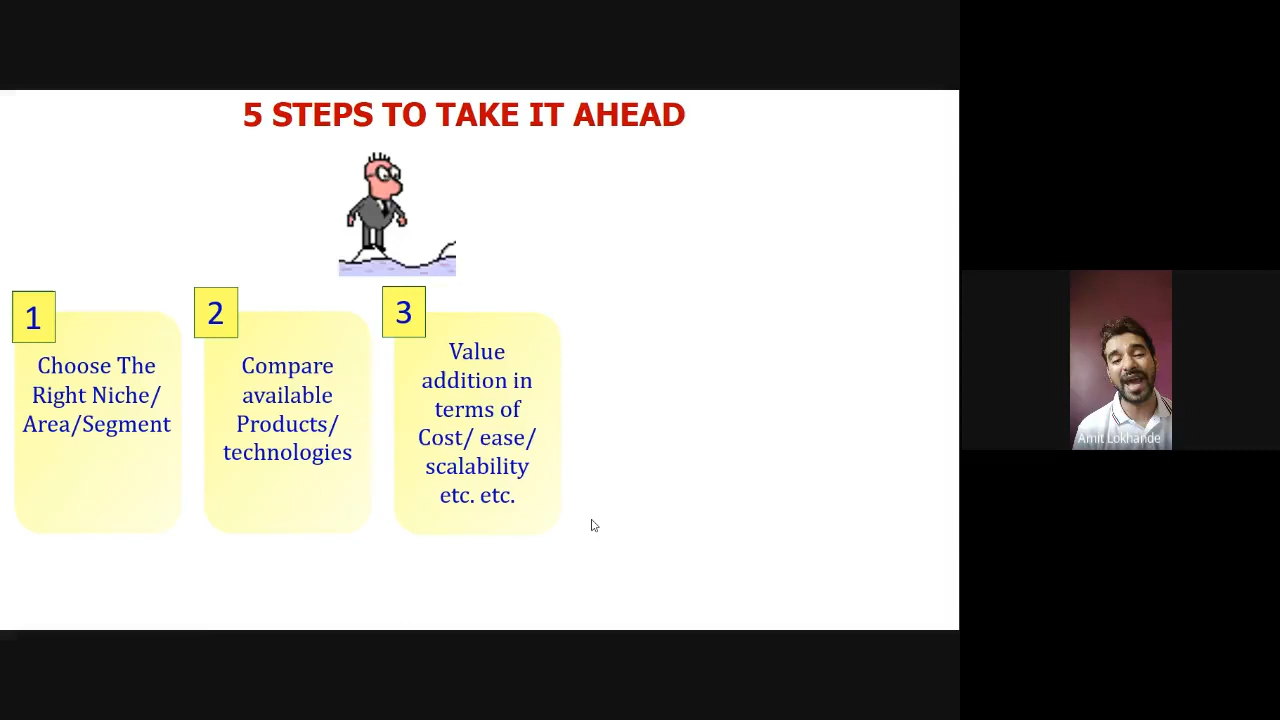 5 STEPS TO TAKE IT AHEAD
1
Choose The
Right Niche/
Area/Segment
2
Compare
available
Products/
technologies
3
Value
addition in
terms of
Cost/ ease/
scalability
etc. etc.
Amit Lokhande